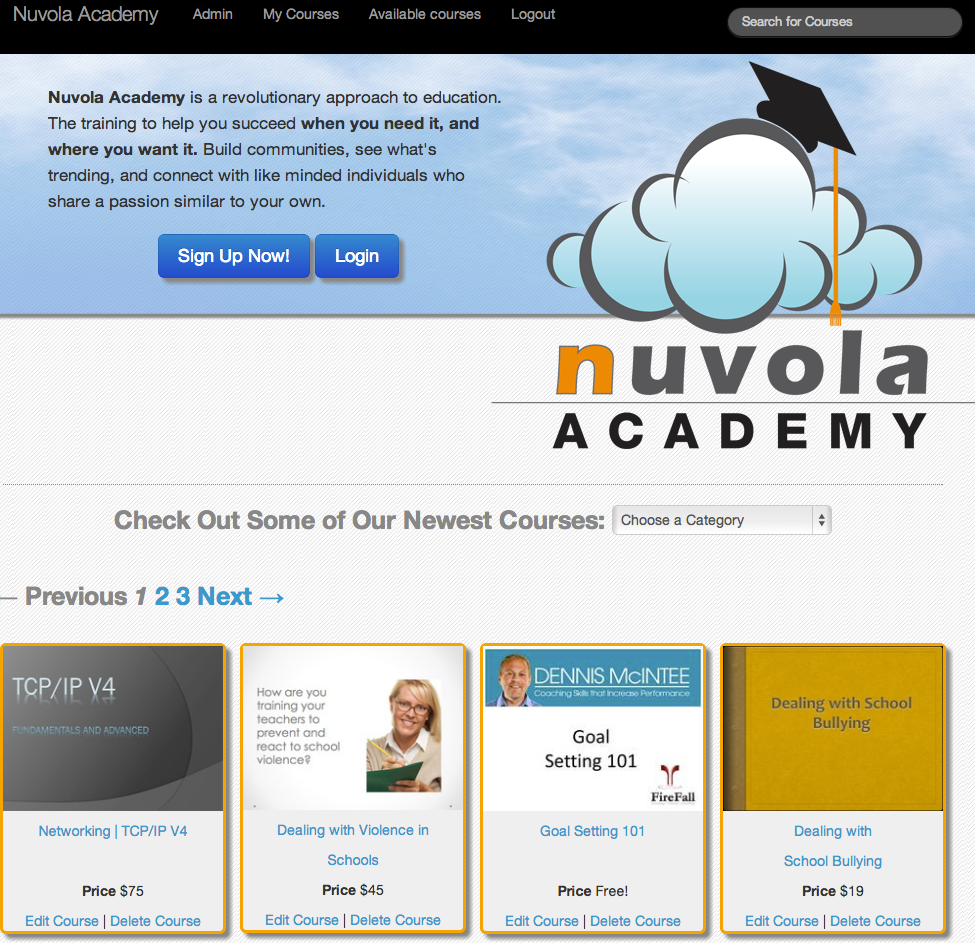 Nuvola Academy Admin My Courses Available courses Logout Search for Courses
Nuvola Academy is a revolutionary approach to education.
The training to help you succeed when you need it, and
where you want it. Build communities, see what's
trending, and connect with like minded individuals who
share a passion similar to your own.
Sign Up Now! Login
nuvola
ACADEMY
Check Out Some of Our Newest Courses: Choose a Category
— Previous 1 2 3 Next →
TCP/IP V4
FUNDAMENTALS AND ADVANCED
Networking | TCP/IP V4
Price $75
Edit Course | Delete Course
How are you
training your
teachers to
prevent and
react to school
violence?
Dealing with Violence in
Schools
Price $45
Edit Course | Delete Course
DENNIS McINTEE
Coaching Skills that Increase Performance
Goal
Setting 101
FireFall
Goal Setting 101
Price Free!
Edit Course | Delete Course
Dealing with School
Bullying
Dealing with
School Bullying
Price $19
Edit Course | Delete Course